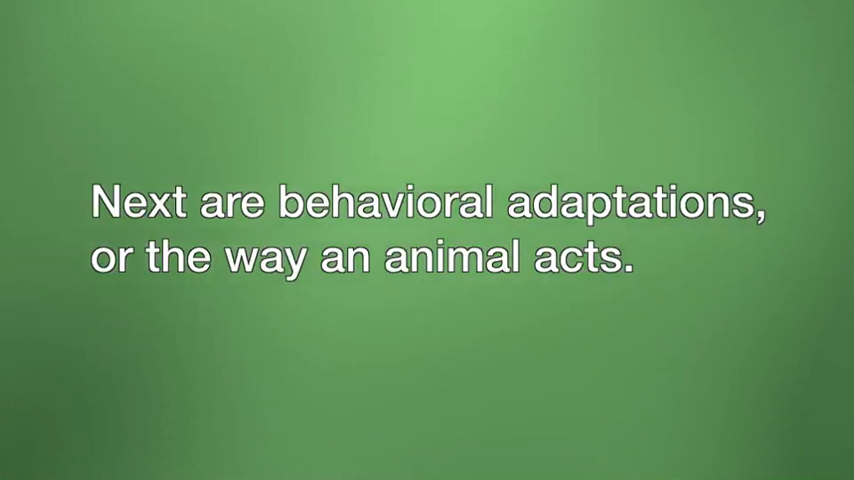 Next are behavioral adaptations,
or the way an animal acts.